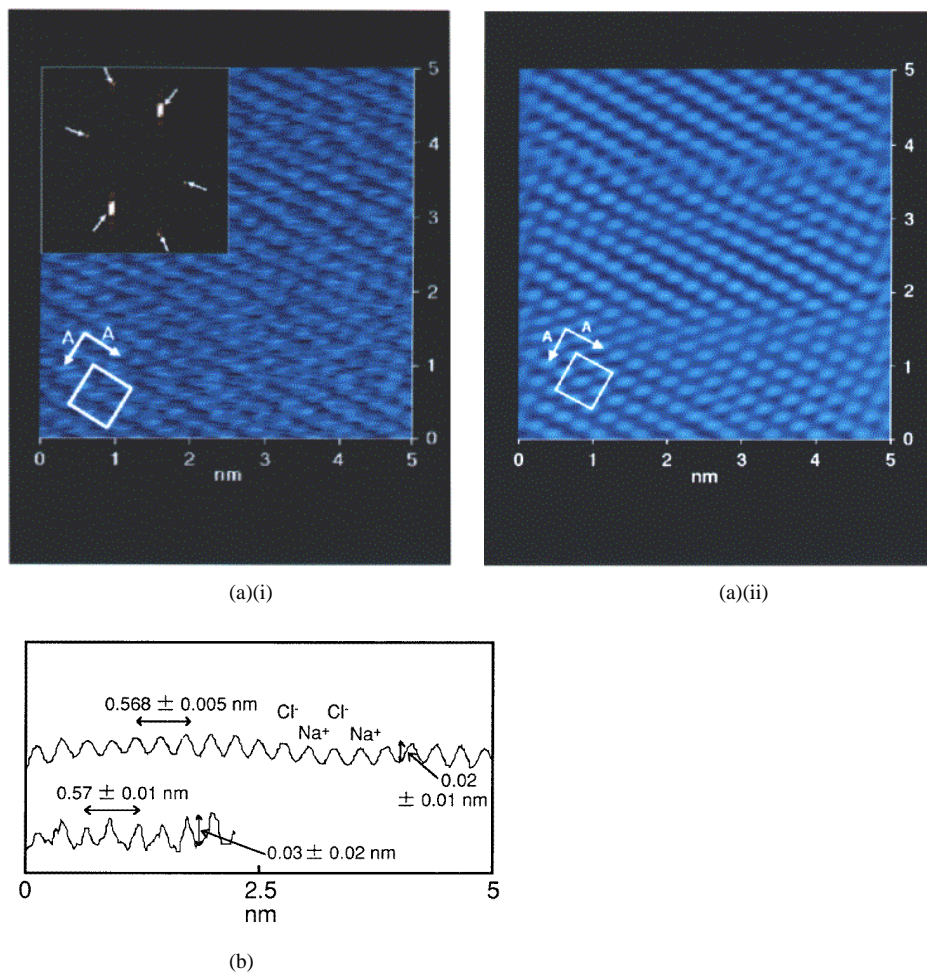 5
4
3
2
1
0
A A
0 1 2 3 4 5
nm
(a)(i)
5
4
3
2
1
0
A A
0 1 2 3 4 5
nm
(a)(ii)
0.568 ± 0.005 nm
Cl- Cl-
Na+ Na+
0.02
± 0.01 nm
0.57 ± 0.01 nm
0.03 ± 0.02 nm
0 2.5 5
nm
(b)